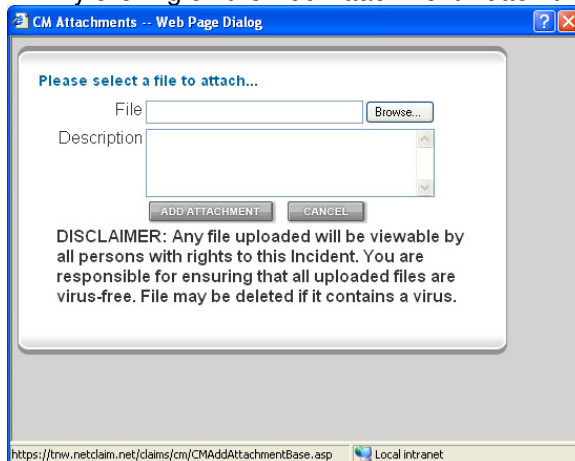 CM Attachments -- Web Page Dialog
Please select a file to attach...
File
Browse...
Description
ADD ATTACHMENT
CANCEL
DISCLAIMER: Any file uploaded will be viewable by
all persons with rights to this Incident. You are
responsible for ensuring that all uploaded files are
virus-free. File may be deleted if it contains a virus.
https://tnw.netclaim.net/claims/cm/CMAddAttachmentBase.asp
Local intranet